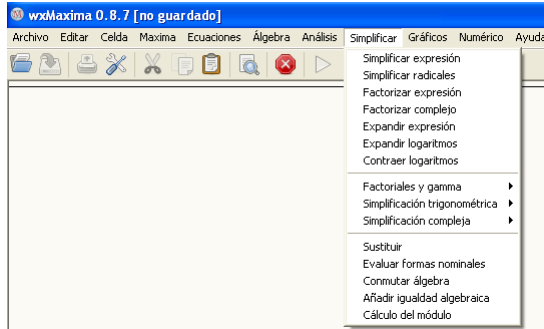 wxMaxima 0.8.7 [no guardado]
Archivo Editar Celda Maxima Ecuaciones Álgebra Análisis Simplificar Gráficos Numérico Ayuda
Simplificar expresión
Simplificar radicales
Factorizar expresión
Factorizar complejo
Expandir expresión
Expandir logaritmos
Contraer logaritmos
Factoriales y gamma
Simplificación trigonométrica
Simplificación compleja
Sustituir
Evaluar formas nominales
Conmutar álgebra
Añadir igualdad algebraica
Cálculo del módulo